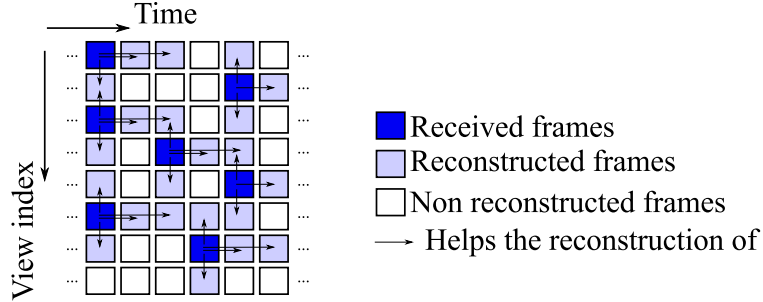 Time
View index
... ...
... ...
... ...
... ...
... ...
... ...
... ...
... ...
Received frames
Reconstructed frames
Non reconstructed frames
Helps the reconstruction of